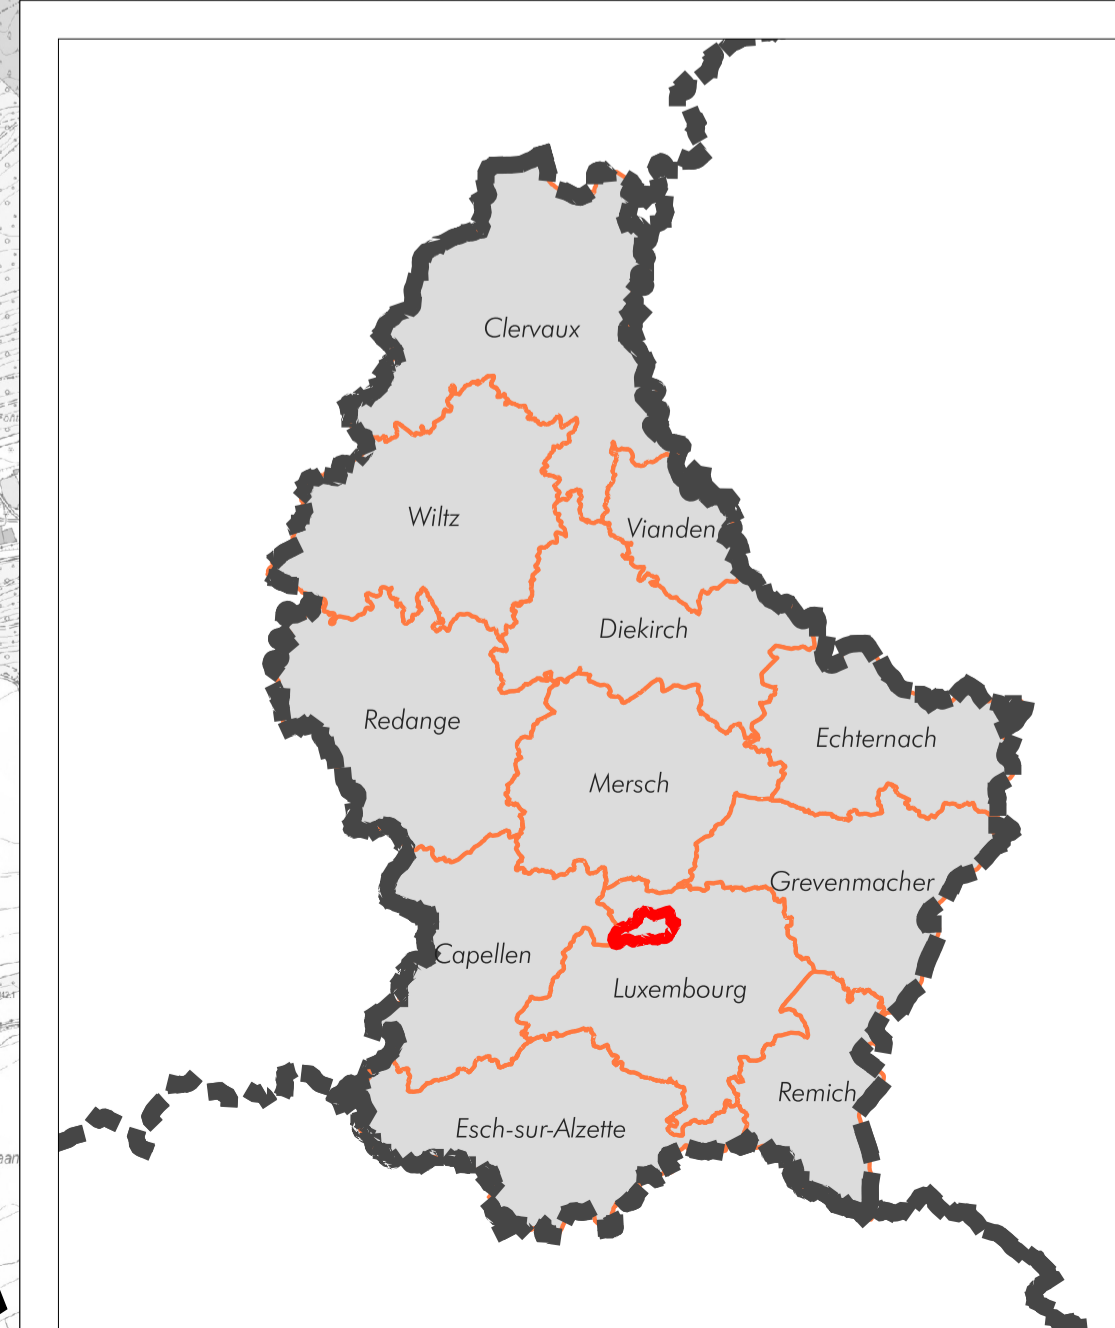 Clervaux
Wiltz
Vianden
Diekirch
Redange
Echternach
Mersch
Grevenmacher
Capellen
Luxembourg
Remich
Esch-sur-Alzette